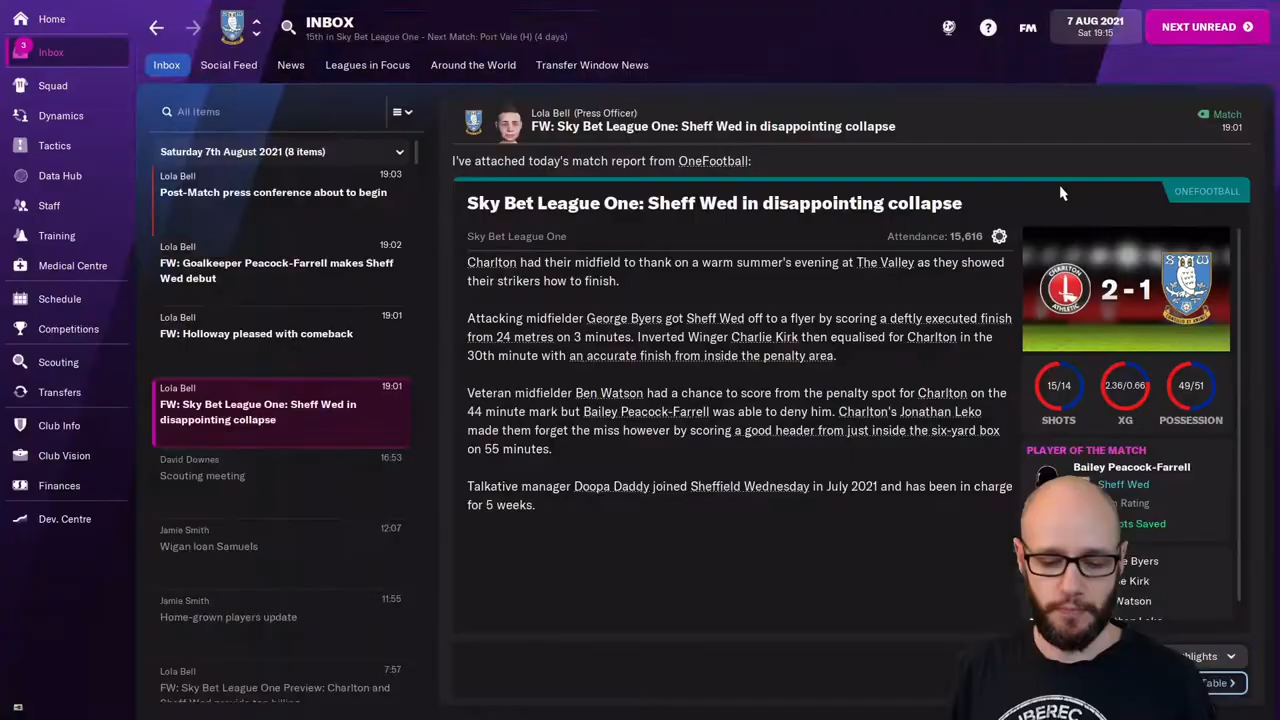 Home
INBOX
15th in Sky Bet League One - Next Match: Port Vale (H) (4 days)
FM
7 AUG 2021
Sat 19:15
NEXT UNREAD
3
Inbox
Inbox
Social Feed
News
Leagues in Focus
Around the World
Transfer Window News
Squad
Dynamics
Tactics
Data Hub
Staff
Training
Medical Centre
Schedule
Competitions
Scouting
Transfers
Club Info
Club Vision
Finances
Dev. Centre
All Items
Saturday 7th August 2021 (8 items)
Lola Bell 19:03
Post-Match press conference about to begin
Lola Bell 19:02
FW: Goalkeeper Peacock-Farrell makes Sheff
Wed debut
Lola Bell 19:01
FW: Holloway pleased with comeback
Lola Bell 19:01
FW: Sky Bet League One: Sheff Wed in
disappointing collapse
David Downes 16:53
Scouting meeting
Jamie Smith 12:07
Wigan loan Samuels
Jamie Smith 11:55
Home-grown players update
Lola Bell 7:57
FW: Sky Bet League One Preview: Charlton and
Lola Bell (Press Officer)
FW: Sky Bet League One: Sheff Wed in disappointing collapse
Match
19:01
I've attached today's match report from OneFootball:
ONEFOOTBALL
Sky Bet League One: Sheff Wed in disappointing collapse
Sky Bet League One
Attendance: 15,616
Charlton had their midfield to thank on a warm summer's evening at The Valley as they showed
their strikers how to finish.
Attacking midfielder George Byers got Sheff Wed off to a flyer by scoring a deftly executed finish
from 24 metres on 3 minutes. Inverted Winger Charlie Kirk then equalised for Charlton in the
30th minute with an accurate finish from inside the penalty area.
Veteran midfielder Ben Watson had a chance to score from the penalty spot for Charlton on the
44 minute mark but Bailey Peacock-Farrell was able to deny him. Charlton's Jonathan Leko
made them forget the miss however by scoring a good header from just inside the six-yard box
on 55 minutes.
Talkative manager Doopa Daddy joined Sheffield Wednesday in July 2021 and has been in charge
for 5 weeks.
CHARLTON
ATHLETIC
2 - 1
15/14
2.36/0.66
49/51
SHOTS
XG
POSSESSION
PLAYER OF THE MATCH
Bailey Peacock-Farrell
Sheff Wed
Rating
Saved
Byers
Kirk
Watson
Table